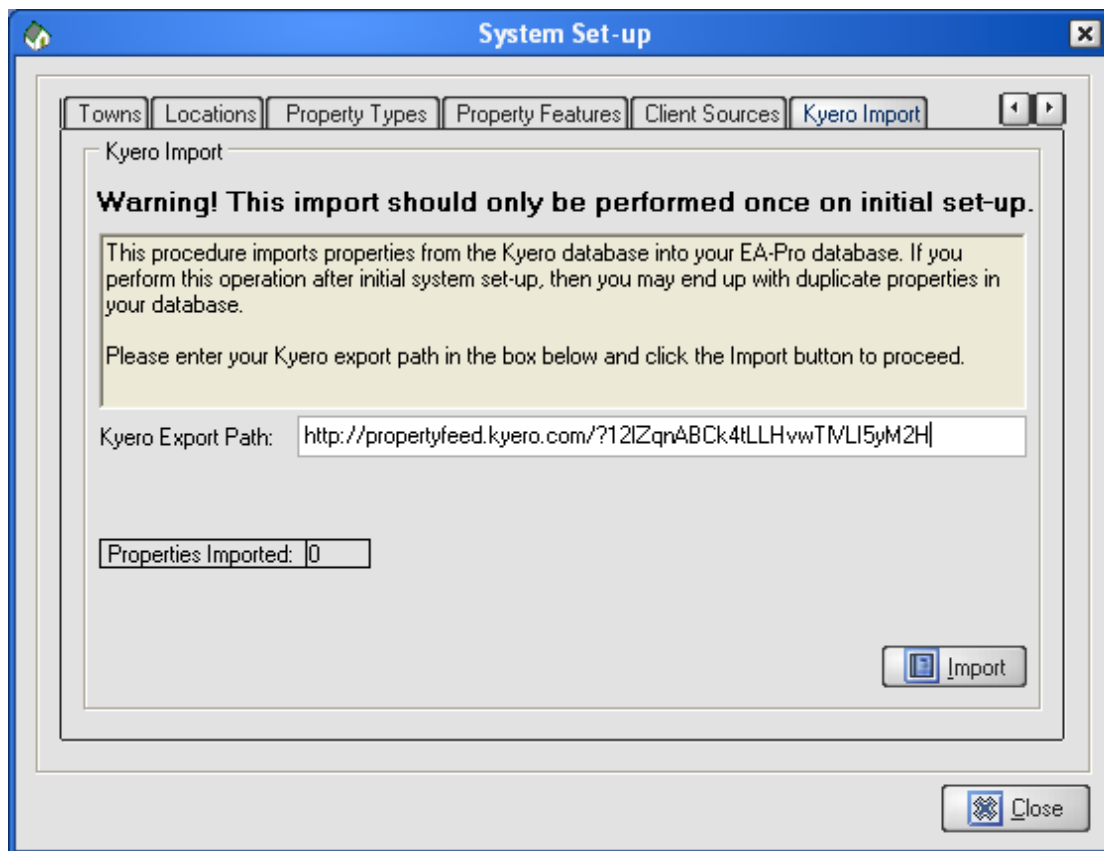 System Set-up
Towns Locations Property Types Property Features Client Sources Kyero Import
Kyero Import
Warning! This import should only be performed once on initial set-up.
This procedure imports properties from the Kyero database into your EA-Pro database. If you
perform this operation after initial system set-up, then you may end up with duplicate properties in
your database.
Please enter your Kyero export path in the box below and click the Import button to proceed.
Kyero Export Path: http://propertyfeed.kyero.com/?12IZqnABCk4tLLHvwTlVLI5yM2H
Properties Imported: 0
Import
Close